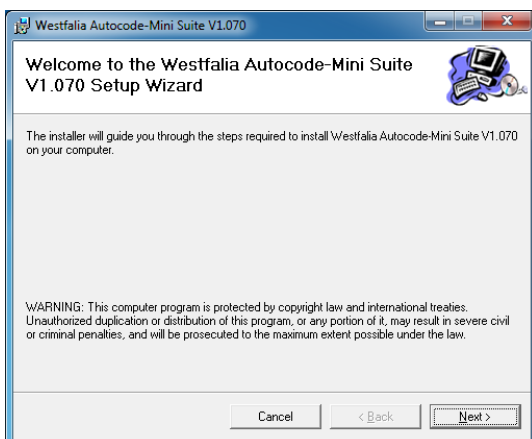 Westfalia Autocode-Mini Suite V1.070
Welcome to the Westfalia Autocode-Mini Suite
V1.070 Setup Wizard
The installer will guide you through the steps required to install Westfalia Autocode-Mini Suite V1.070
on your computer.
WARNING: This computer program is protected by copyright law and international treaties.
Unauthorized duplication or distribution of this program, or any portion of it, may result in severe civil
or criminal penalties, and will be prosecuted to the maximum extent possible under the law.
Cancel < Back Next >